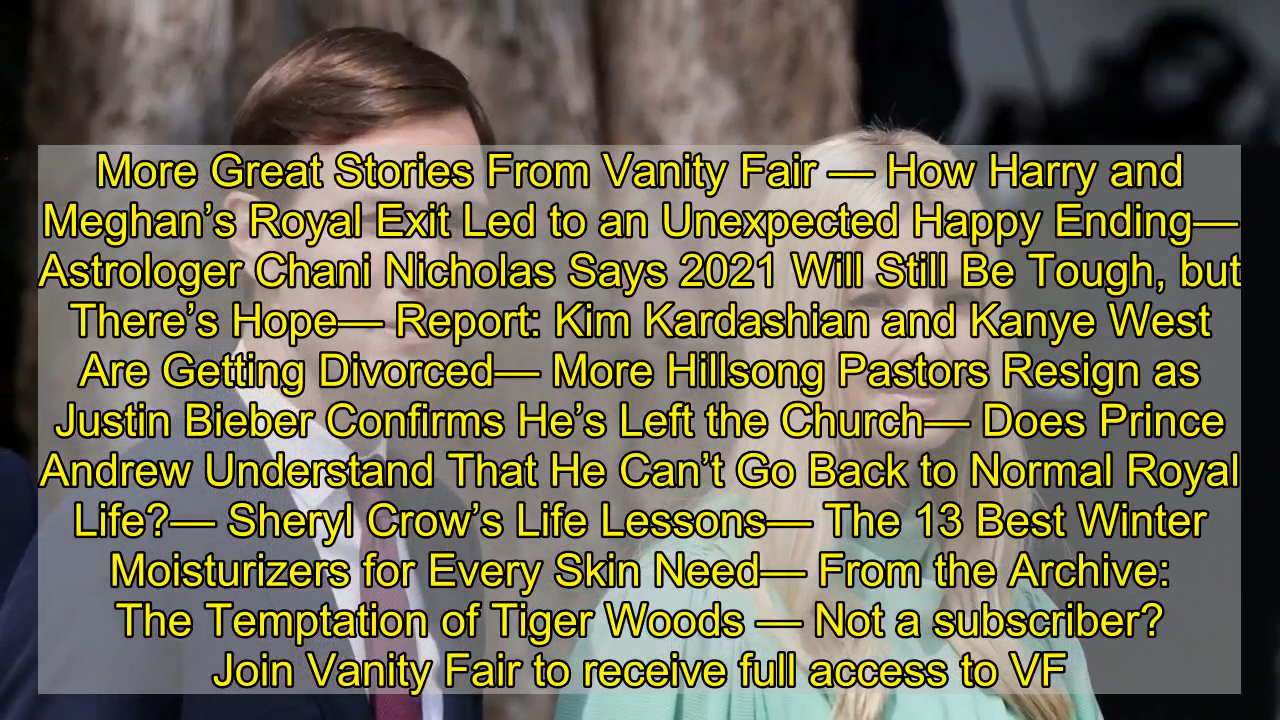 More Great Stories From Vanity Fair — How Harry and
Meghan’s Royal Exit Led to an Unexpected Happy Ending—
Astrologer Chani Nicholas Says 2021 Will Still Be Tough, but
There’s Hope— Report: Kim Kardashian and Kanye West
Are Getting Divorced— More Hillsong Pastors Resign as
Justin Bieber Confirms He’s Left the Church— Does Prince
Andrew Understand That He Can’t Go Back to Normal Royal
Life?— Sheryl Crow’s Life Lessons— The 13 Best Winter
Moisturizers for Every Skin Need— From the Archive:
The Temptation of Tiger Woods — Not a subscriber?
Join Vanity Fair to receive full access to VF